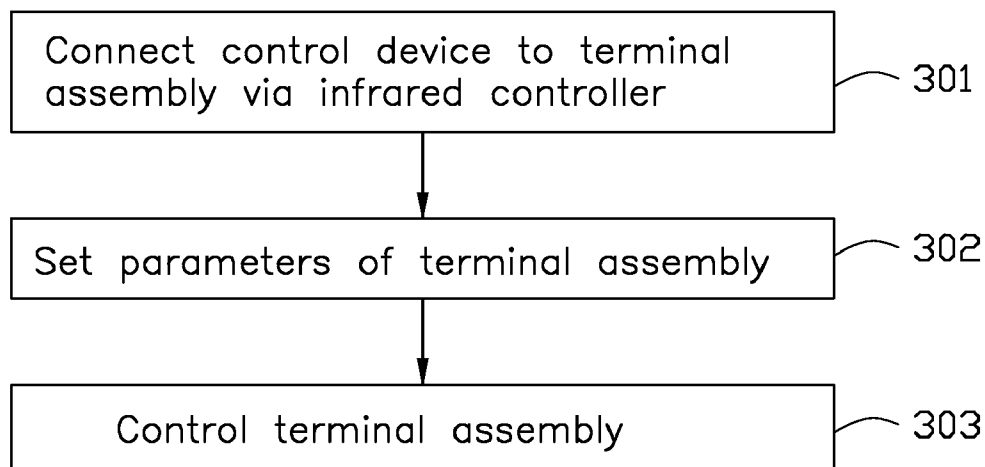 Connect control device to terminal
assembly via infrared controller
301
Set parameters of terminal assembly
302
Control terminal assembly
303